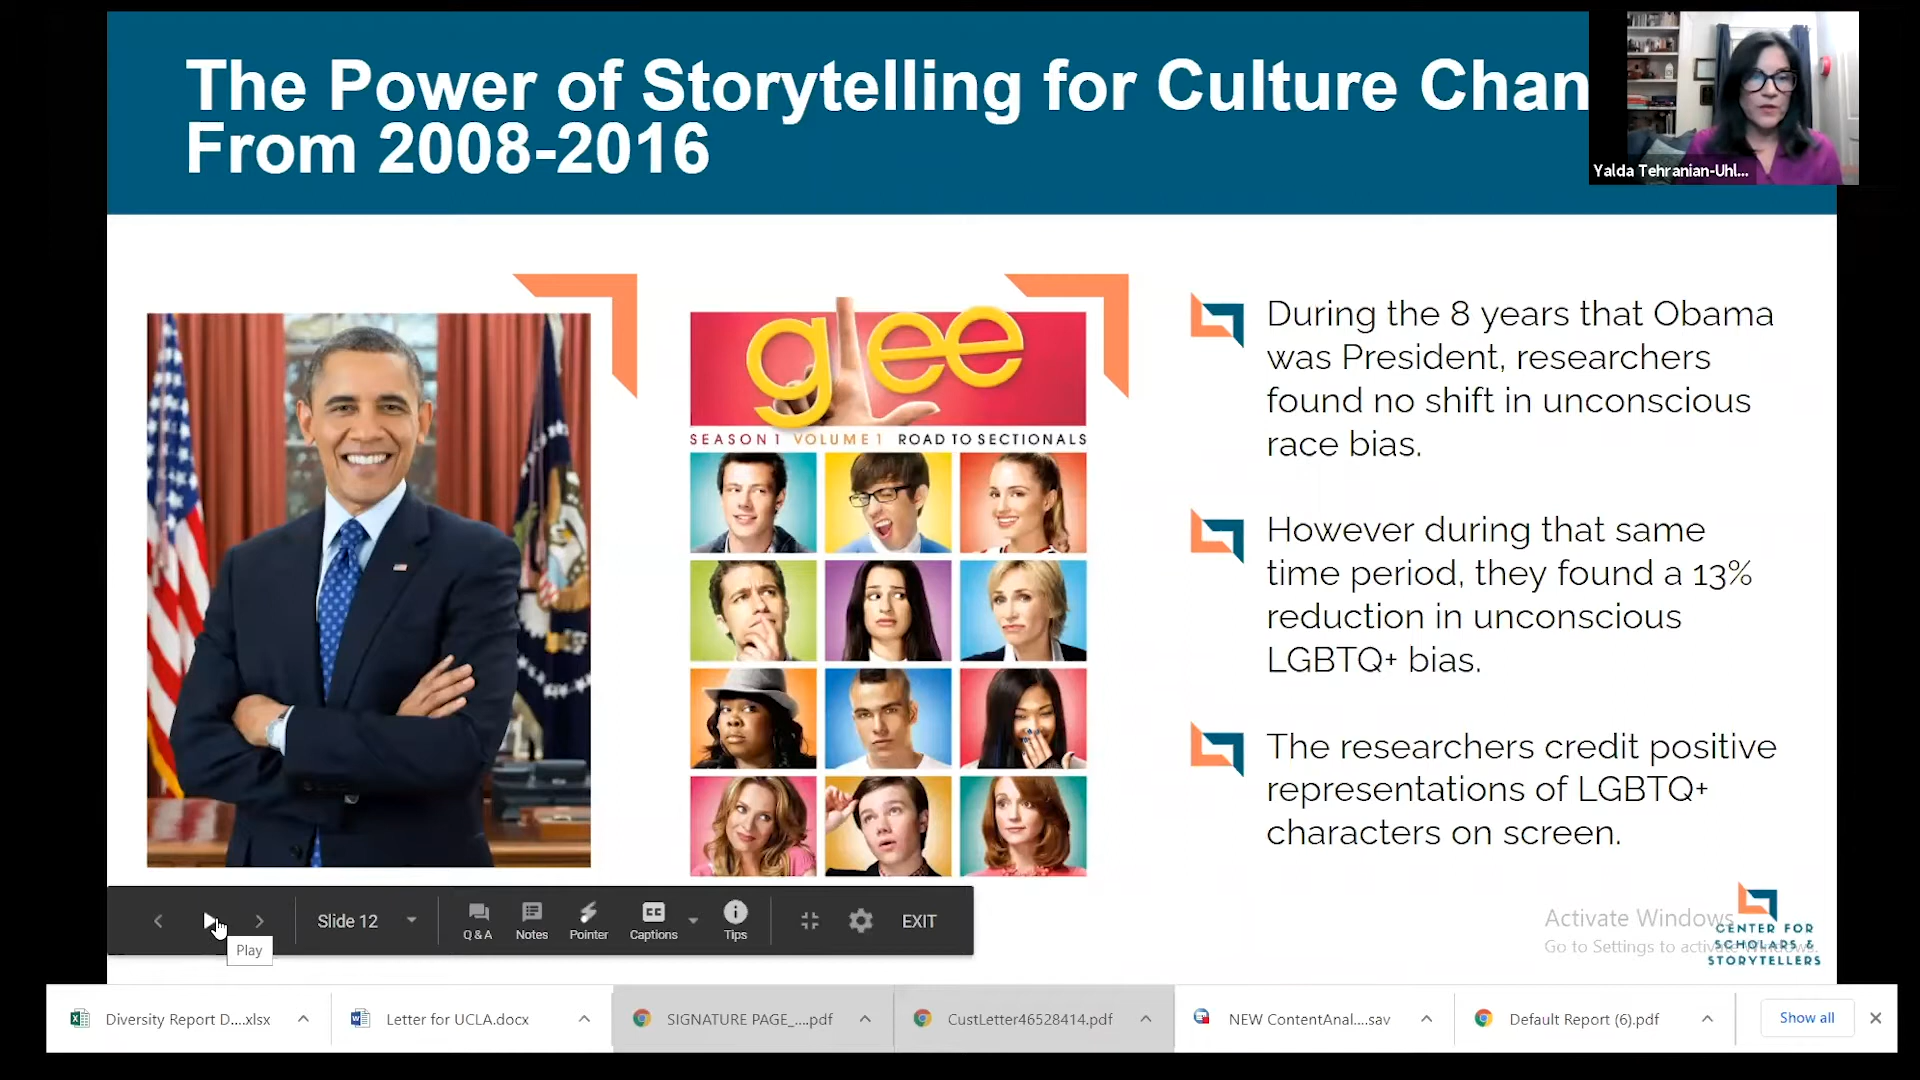 The Power of Storytelling for Culture Chan
From 2008-2016
Yalda Tehranian-Uhl...
glee
SEASON 1 VOLUME 1 ROAD TO SECTIONALS
During the 8 years that Obama
was President, researchers
found no shift in unconscious
race bias.
However during that same
time period, they found a 13%
reduction in unconscious
LGBTQ+ bias.
The researchers credit positive
representations of LGBTQ+
characters on screen.
Slide 12
Q & A
Notes
Pointer
CC
Captions
Tips
EXIT
Play
Activate Windows
Go to Settings to activate Windows.
CENTER FOR
SCHOLARS &
STORYTELLERS
Diversity Report D....xlsx
Letter for UCLA.docx
SIGNATURE PAGE_....pdf
CustLetter46528414.pdf
NEW ContentAnal....sav
Default Report (6).pdf
Show all